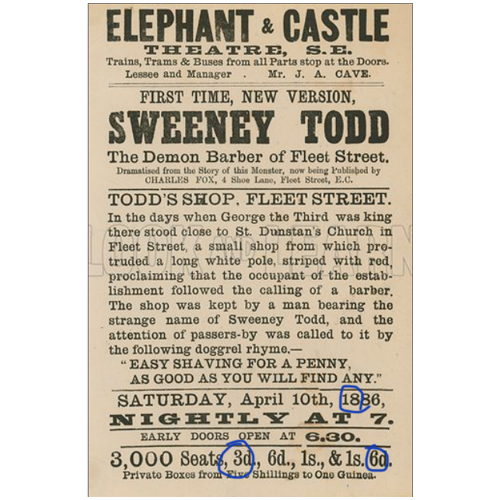 ELEPHANT & CASTLE
THEATRE, S.E.
Trains, Trams & Buses from all Parts stop at the Doors.
Lessee and Manager . Mr. J. A. CAVE.
FIRST TIME, NEW VERSION,
SWEENEY TODD
The Demon Barber of Fleet Street.
Dramatised from the Story of this Monster, now being Published by
CHARLES FOX, 4 Shoe Lane, Fleet Street, E.C.
TODD'S SHOP, FLEET STREET.
In the days when George the Third was king
there stood close to St. Dunstan's Church in
Fleet Street, a small shop from which pro-
truded a long white pole, striped with red,
proclaiming that the occupant of the estab-
lishment followed the calling of a barber.
The shop was kept by a man bearing the
strange name of Sweeney Todd, and the
attention of passers-by was called to it by
the following doggrel rhyme,—
"EASY SHAVING FOR A PENNY,
AS GOOD AS YOU WILL FIND ANY."
SATURDAY, April 10th, 1886,
NIGHTLY AT 7.
EARLY DOORS OPEN AT 6.30.
3,000 Seats, 3d., 6d., 1s., & 1s. 6d.
Private Boxes from Five Shillings to One Guinea.